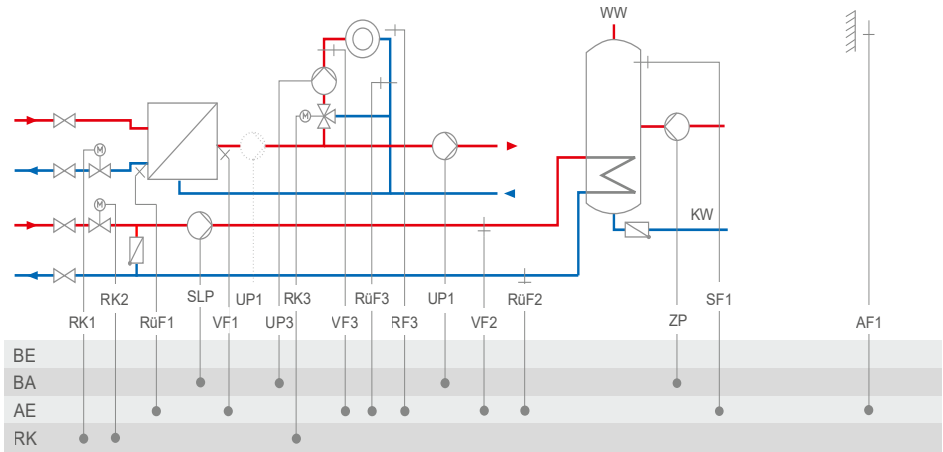 WW
M
M
M
KW
RK1
RK2
RüF1
SLP
VF1
UP1
UP3
RK3
VF3
RüF3
RF3
UP1
VF2
RüF2
ZP
SF1
AF1
BE
BA
AE
RK